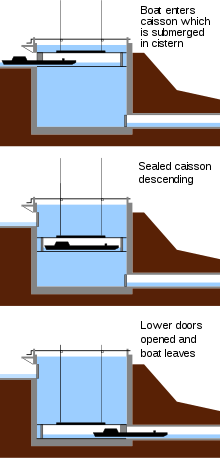 Boat enters
caisson which
is submerged
in cistern
Sealed caisson
descending
Lower doors
opened and
boat leaves